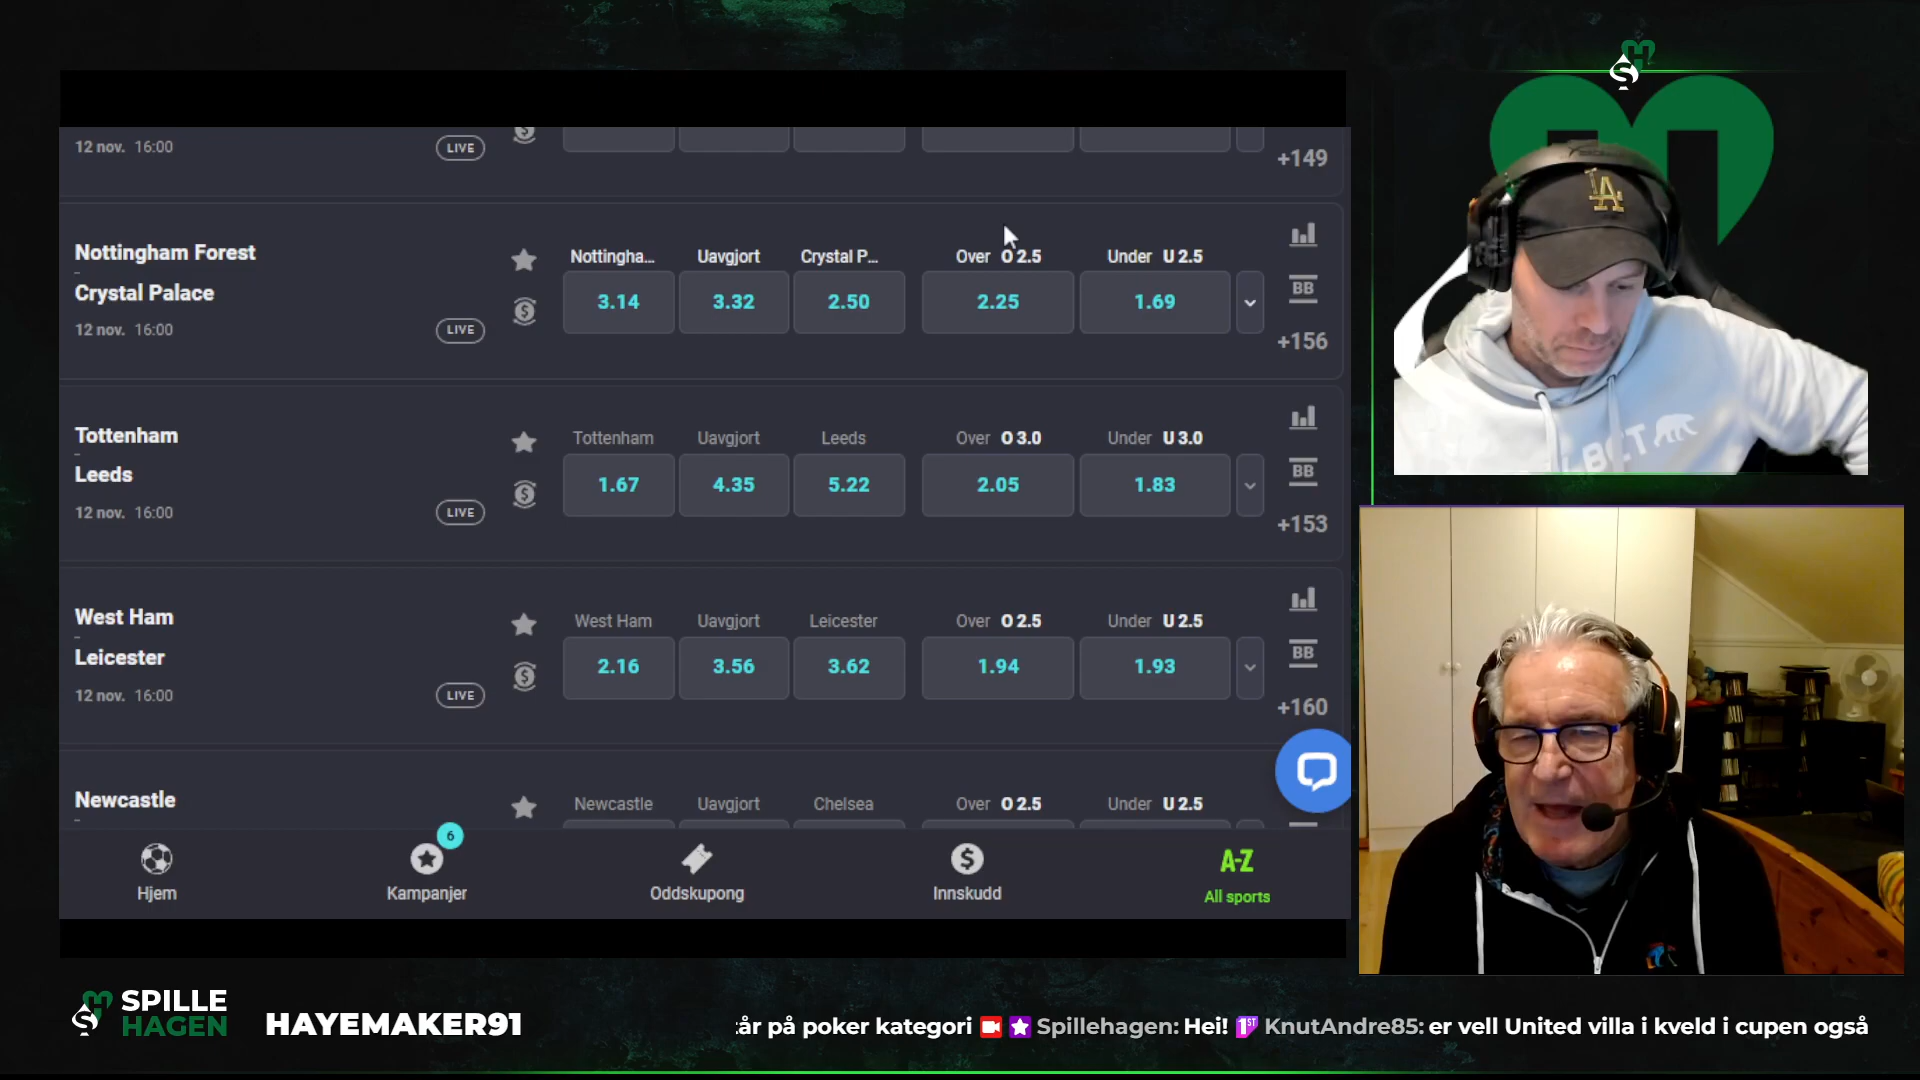 12 nov. 16:00
LIVE
+149
Nottingham Forest
-
Crystal Palace
12 nov. 16:00
LIVE
Nottingha... Uavgjort Crystal P... Over O 2.5 Under U 2.5
3.14 3.32 2.50 2.25 1.69
BB
+156
Tottenham
-
Leeds
12 nov. 16:00
LIVE
Tottenham Uavgjort Leeds Over O 3.0 Under U 3.0
1.67 4.35 5.22 2.05 1.83
BB
+153
West Ham
-
Leicester
12 nov. 16:00
LIVE
West Ham Uavgjort Leicester Over O 2.5 Under U 2.5
2.16 3.56 3.62 1.94 1.93
BB
+160
Newcastle
Newcastle Uavgjort Chelsea Over O 2.5 Under U 2.5
6
A-Z
Hjem Kampanjer Oddskupong Innskudd All sports
LA
SPILLE
HAGEN
HAYEMAKER91
på poker kategori Spillehagen: Hei! 1ST KnutAndre85: er vell United villa i kveld i cupen også